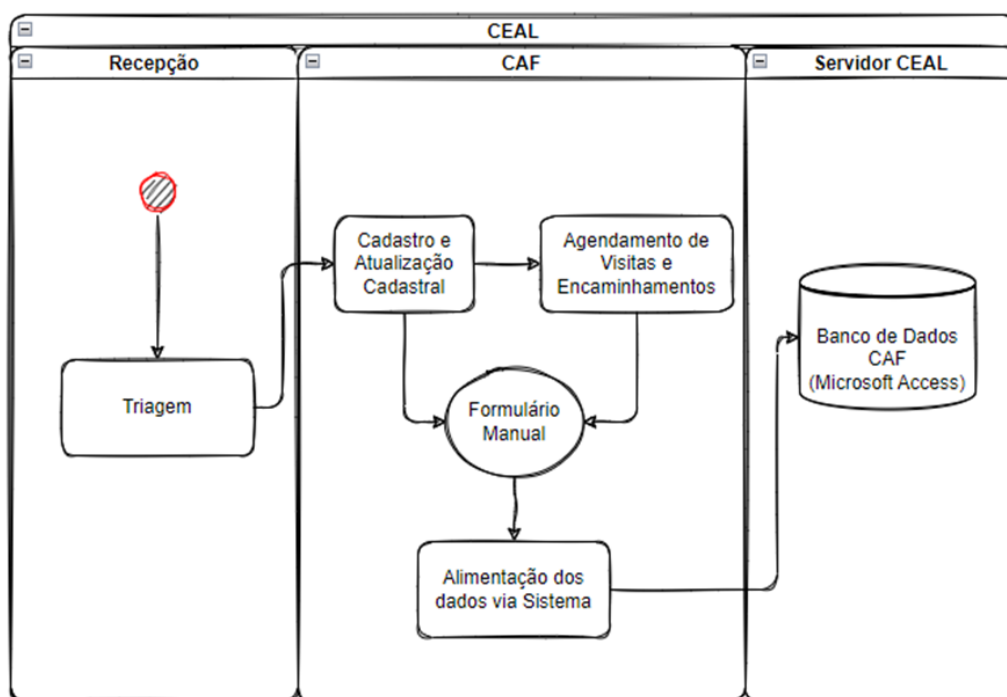 CEAL
Recepção
CAF
Servidor CEAL
Cadastro e
Atualização
Cadastral
Agendamento de
Visitas e
Encaminhamentos
Triagem
Formulário
Manual
Banco de Dados
CAF
(Microsoft Access)
Alimentação dos
dados via Sistema